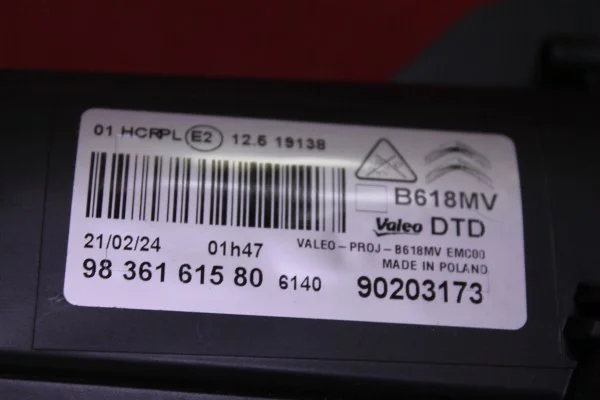 01 HCRPL E2 12.5 19138
B618MV
Valeo DTD
21/02/24 01h47 VALEO-PROJ-B618MV EMC00
MADE IN POLAND
98 361 615 80 6140 90203173